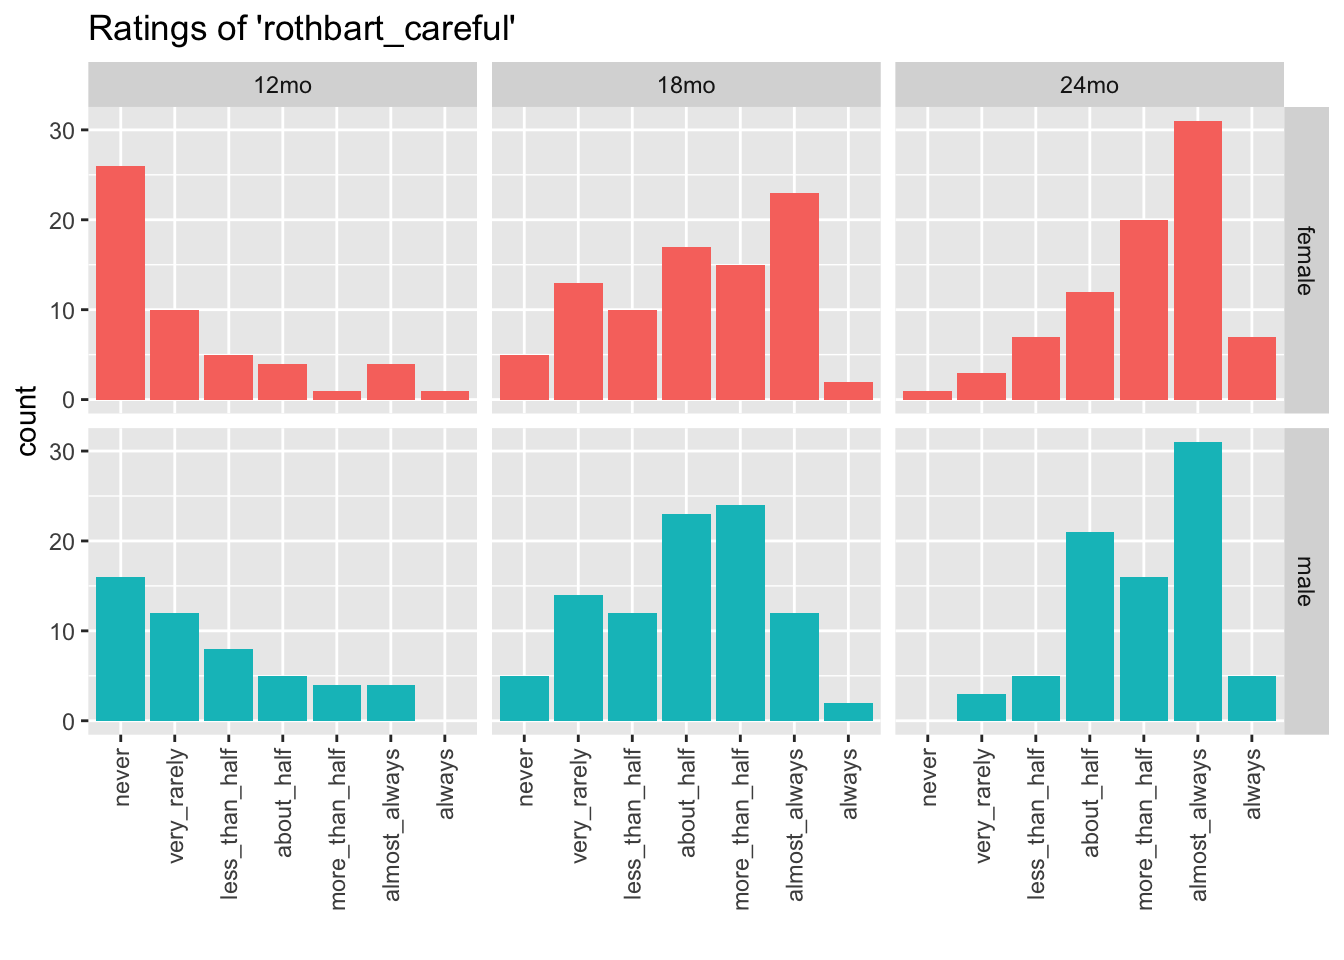 Ratings of 'rothbart_careful'
12mo 18mo 24mo
count
30
20
10
0
female
30
20
10
0
male
never very_rarely less_than_half about_half more_than_half almost_always always
never very_rarely less_than_half about_half more_than_half almost_always always
never very_rarely less_than_half about_half more_than_half almost_always always